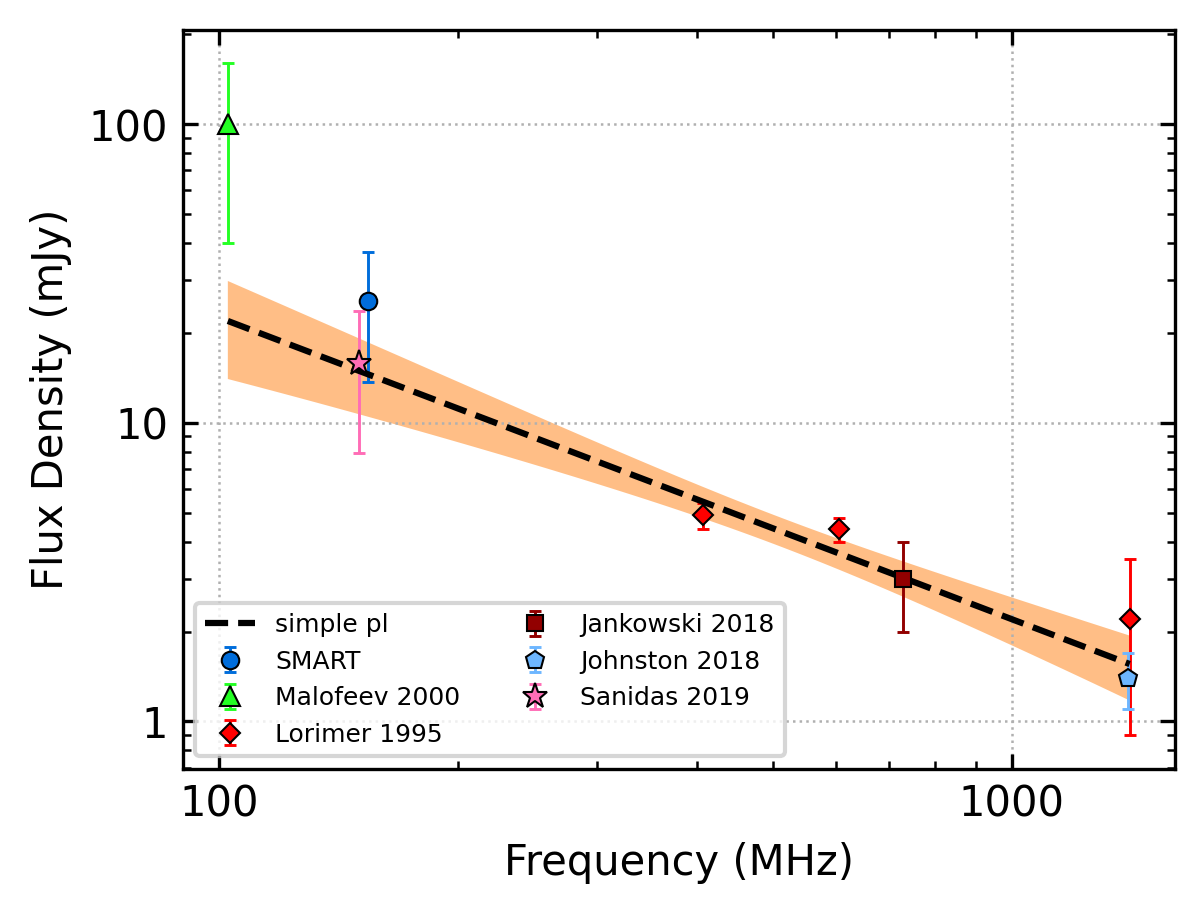 100
10
1
Flux Density (mJy)
simple pl
SMART
Malofeev 2000
Lorimer 1995
Jankowski 2018
Johnston 2018
Sanidas 2019
100
1000
Frequency (MHz)